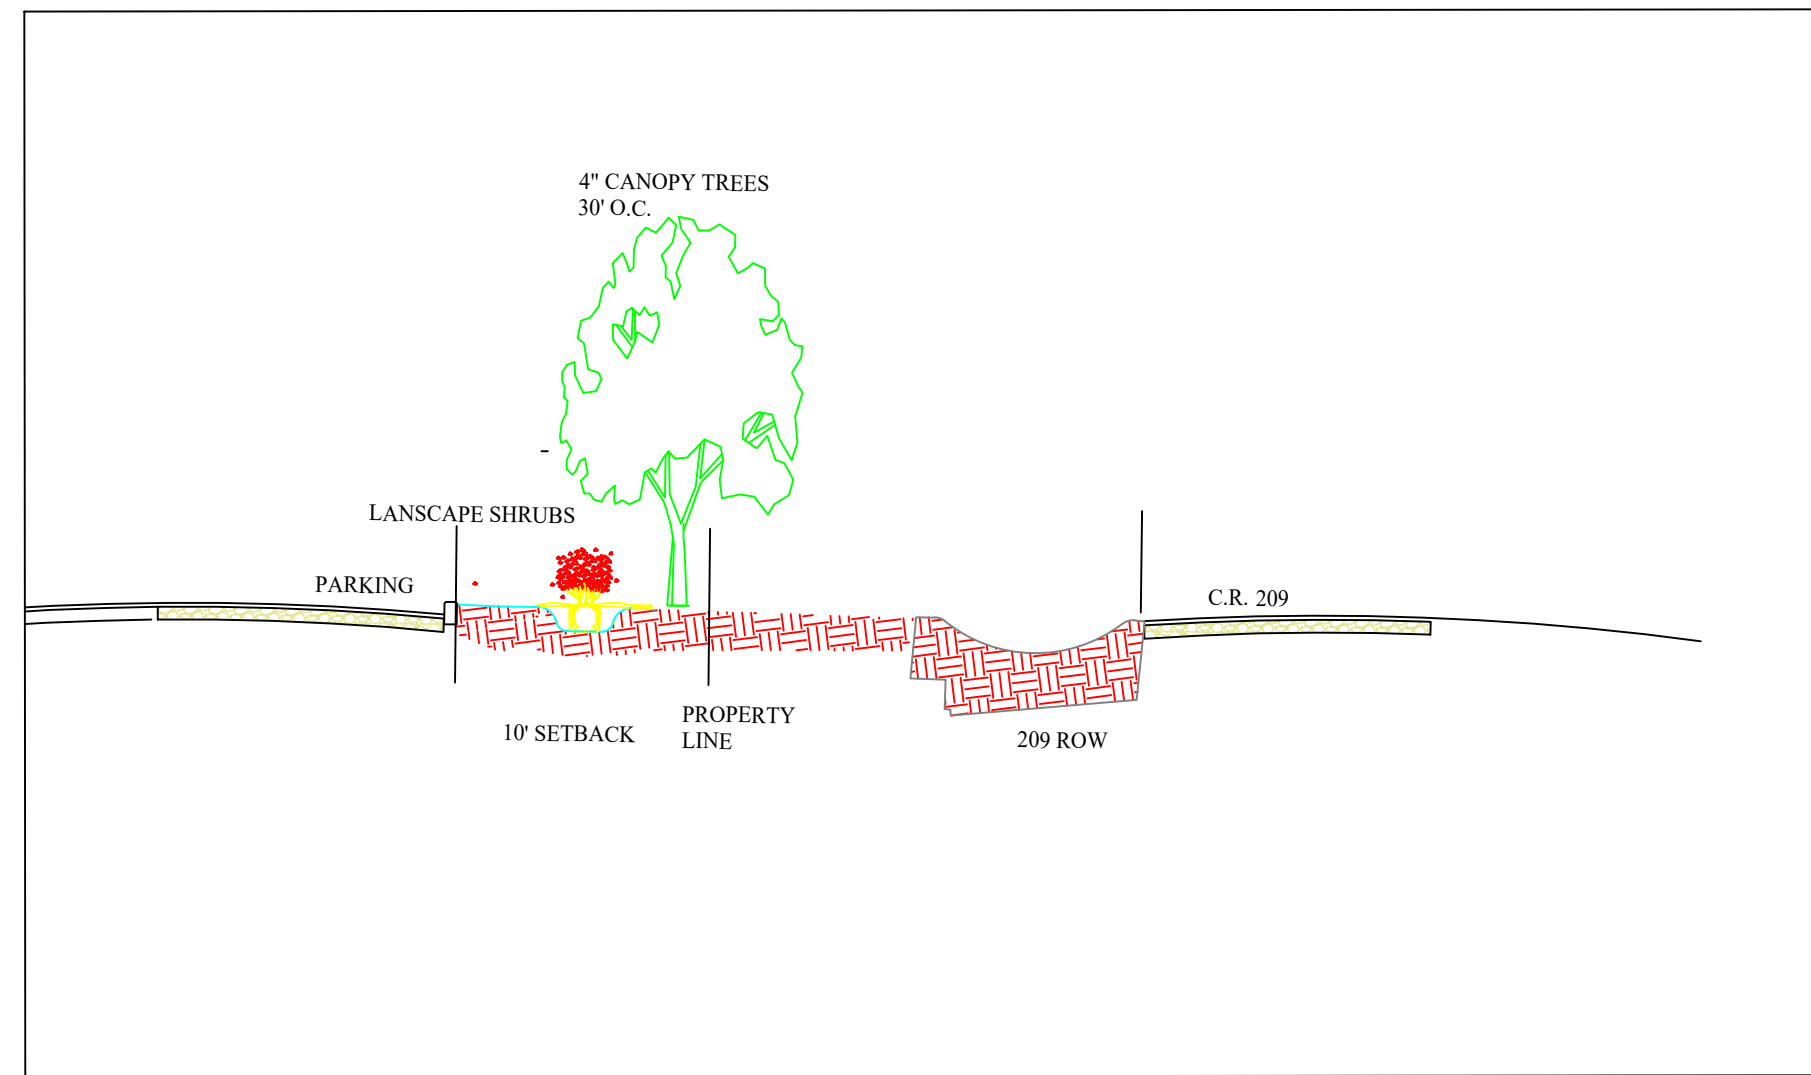 4" CANOPY TREES
30' O.C.
LANSCAPE SHRUBS
PARKING
C.R. 209
10' SETBACK
PROPERTY
LINE
209 ROW